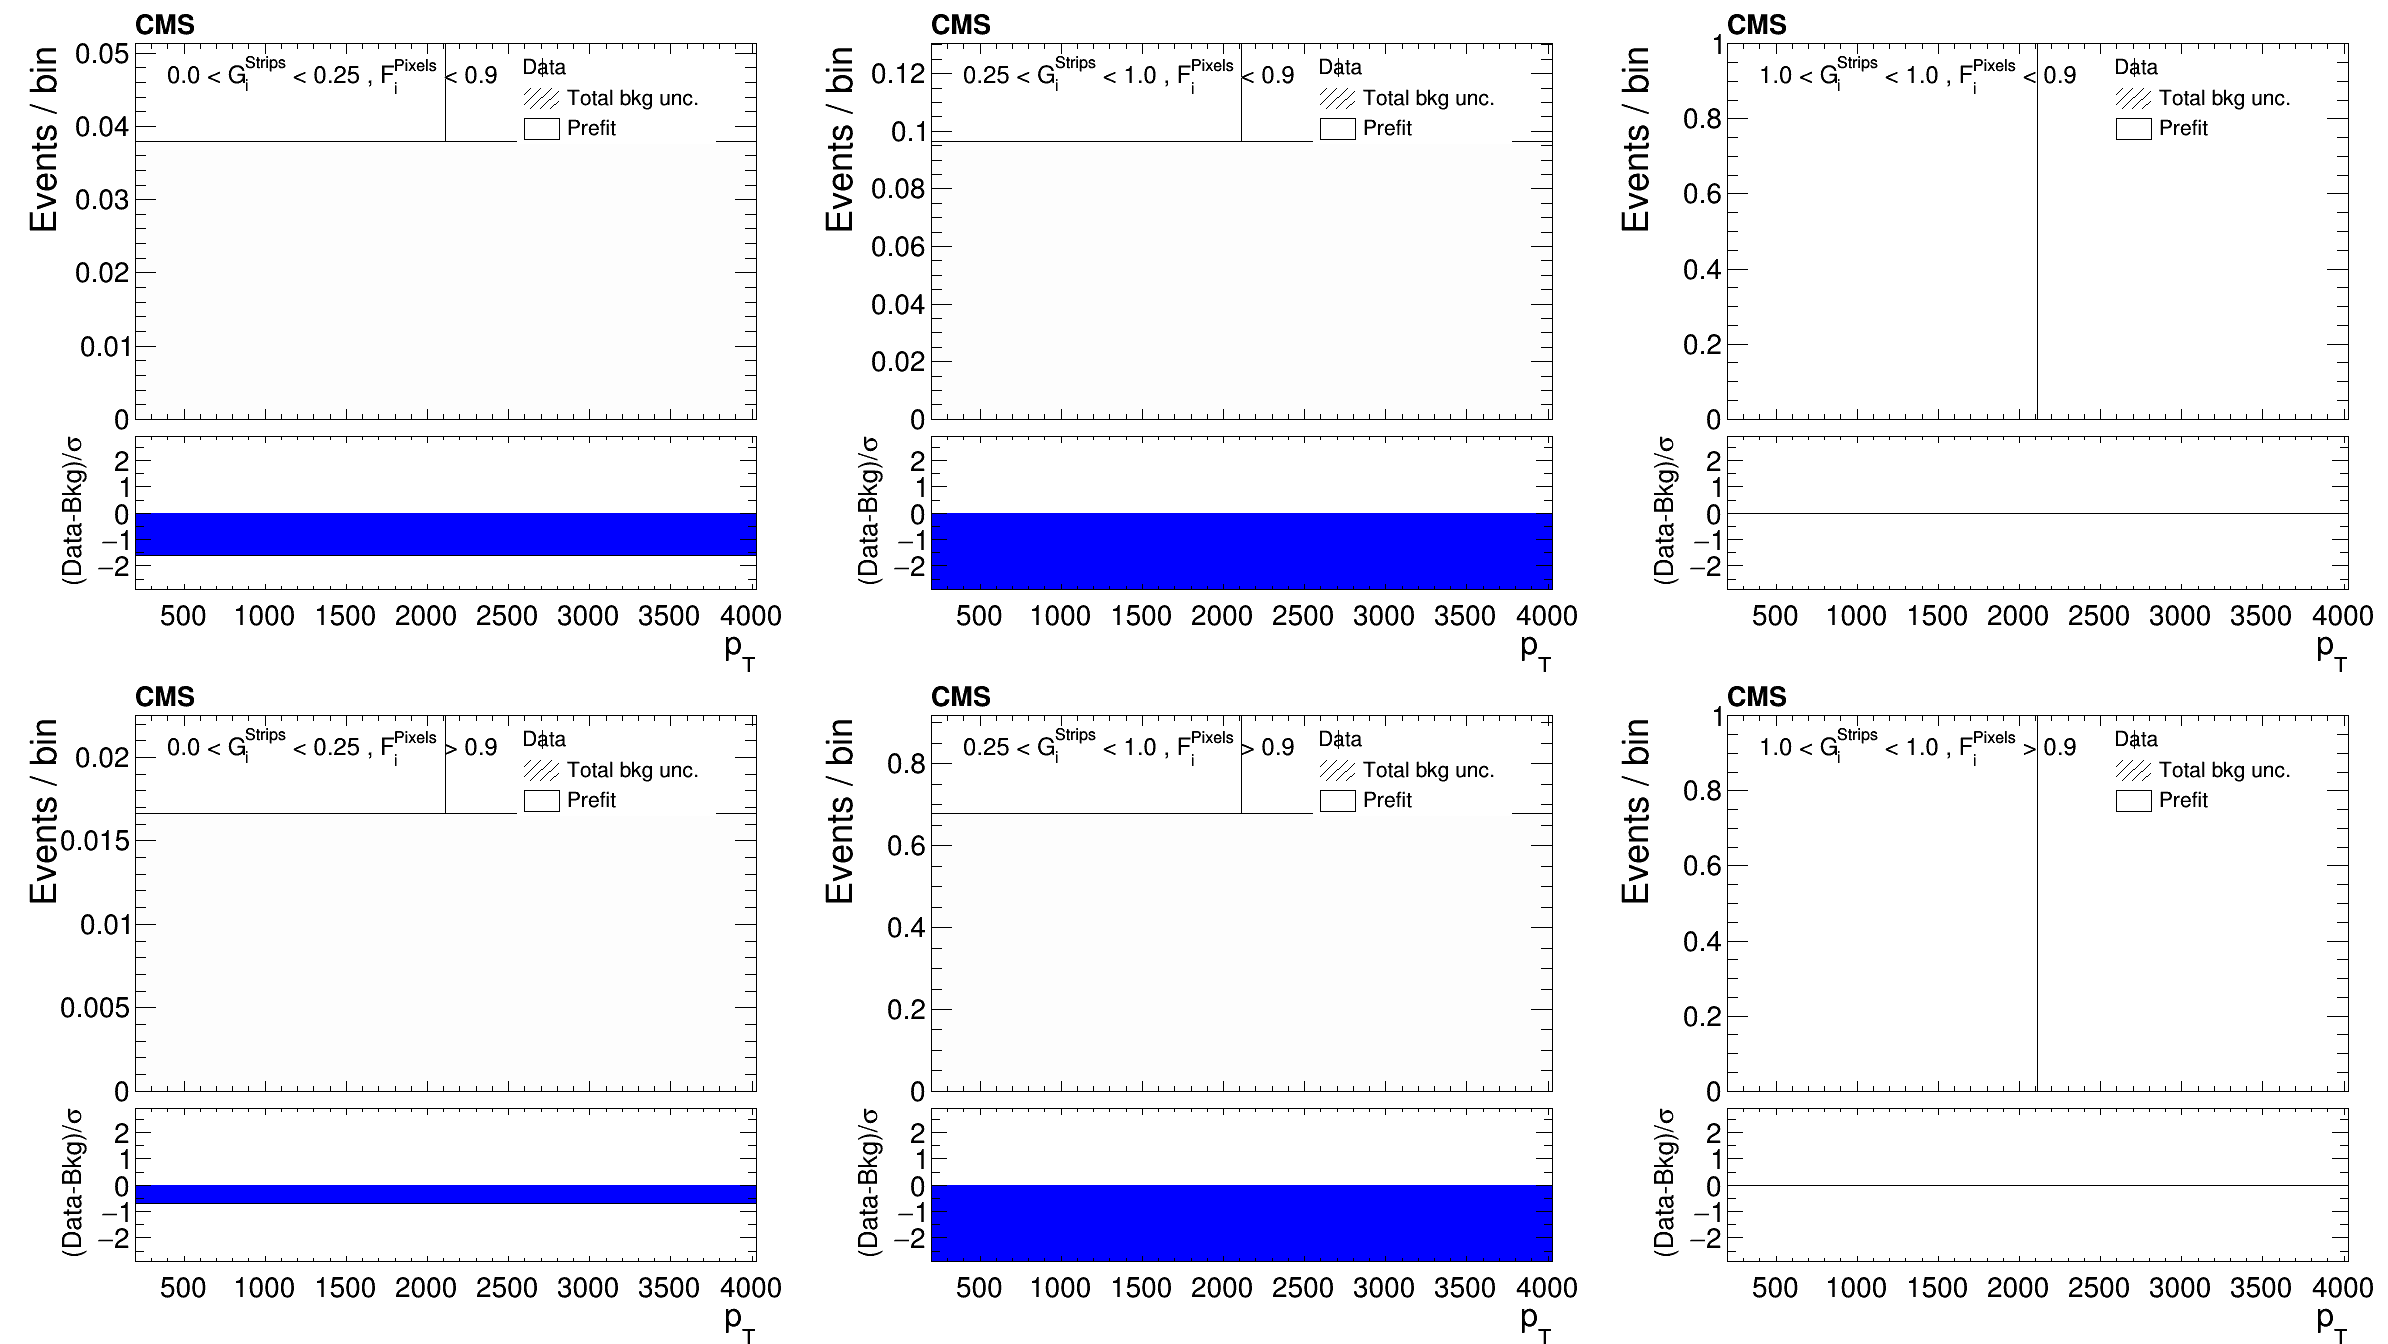 CMS
Events / bin
0.05
0.04
0.03
0.02
0.01
0
0.0 < G_i^Strips < 0.25 , F_i^Pixels < 0.9
Data
Total bkg unc.
Prefit
(Data-Bkg)/σ
2
1
0
−1
−2
500 1000 1500 2000 2500 3000 3500 4000
p_T
CMS
Events / bin
0.12
0.1
0.08
0.06
0.04
0.02
0
0.25 < G_i^Strips < 1.0 , F_i^Pixels < 0.9
Data
Total bkg unc.
Prefit
(Data-Bkg)/σ
2
1
0
−1
−2
500 1000 1500 2000 2500 3000 3500 4000
p_T
CMS
Events / bin
1
0.8
0.6
0.4
0.2
0
1.0 < G_i^Strips < 1.0 , F_i^Pixels < 0.9
Data
Total bkg unc.
Prefit
(Data-Bkg)/σ
2
1
0
−1
−2
500 1000 1500 2000 2500 3000 3500 4000
p_T
CMS
Events / bin
0.02
0.015
0.01
0.005
0
0.0 < G_i^Strips < 0.25 , F_i^Pixels > 0.9
Data
Total bkg unc.
Prefit
(Data-Bkg)/σ
2
1
0
−1
−2
500 1000 1500 2000 2500 3000 3500 4000
p_T
CMS
Events / bin
0.8
0.6
0.4
0.2
0
0.25 < G_i^Strips < 1.0 , F_i^Pixels > 0.9
Data
Total bkg unc.
Prefit
(Data-Bkg)/σ
2
1
0
−1
−2
500 1000 1500 2000 2500 3000 3500 4000
p_T
CMS
Events / bin
1
0.8
0.6
0.4
0.2
0
1.0 < G_i^Strips < 1.0 , F_i^Pixels > 0.9
Data
Total bkg unc.
Prefit
(Data-Bkg)/σ
2
1
0
−1
−2
500 1000 1500 2000 2500 3000 3500 4000
p_T